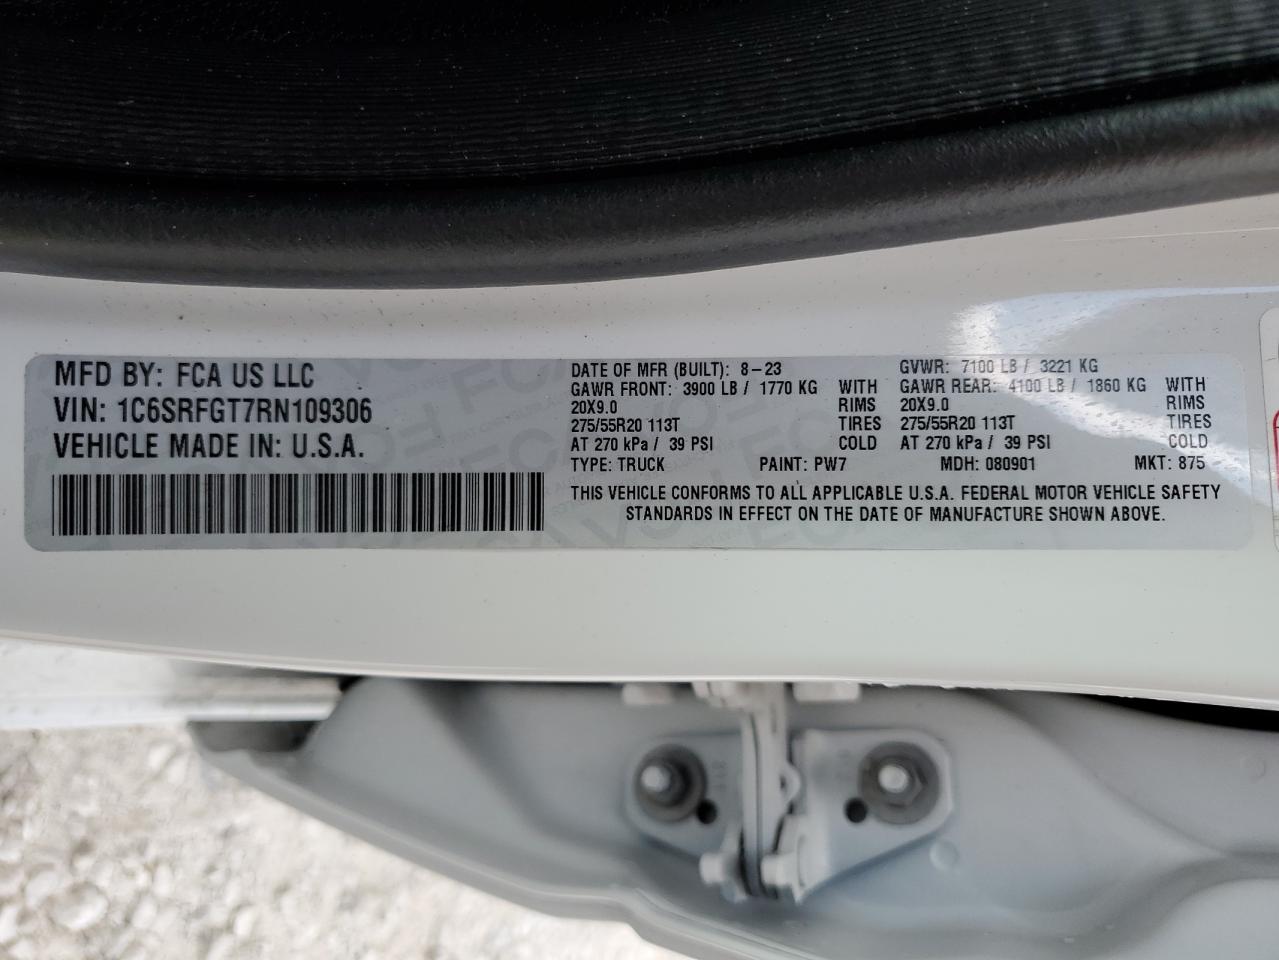 MFD BY: FCA US LLC
VIN: 1C6SRFGT7RN109306
VEHICLE MADE IN: U.S.A.
DATE OF MFR (BUILT): 8-23
GAWR FRONT: 3900 LB / 1770 KG WITH
20X9.0 RIMS
275/55R20 113T TIRES
AT 270 kPa / 39 PSI COLD
GVWR: 7100 LB / 3221 KG
GAWR REAR: 4100 LB / 1860 KG WITH
20X9.0 RIMS
275/55R20 113T TIRES
AT 270 kPa / 39 PSI COLD
TYPE: TRUCK PAINT: PW7 MDH: 080901 MKT: 875
THIS VEHICLE CONFORMS TO ALL APPLICABLE U.S.A. FEDERAL MOTOR VEHICLE SAFETY
STANDARDS IN EFFECT ON THE DATE OF MANUFACTURE SHOWN ABOVE.